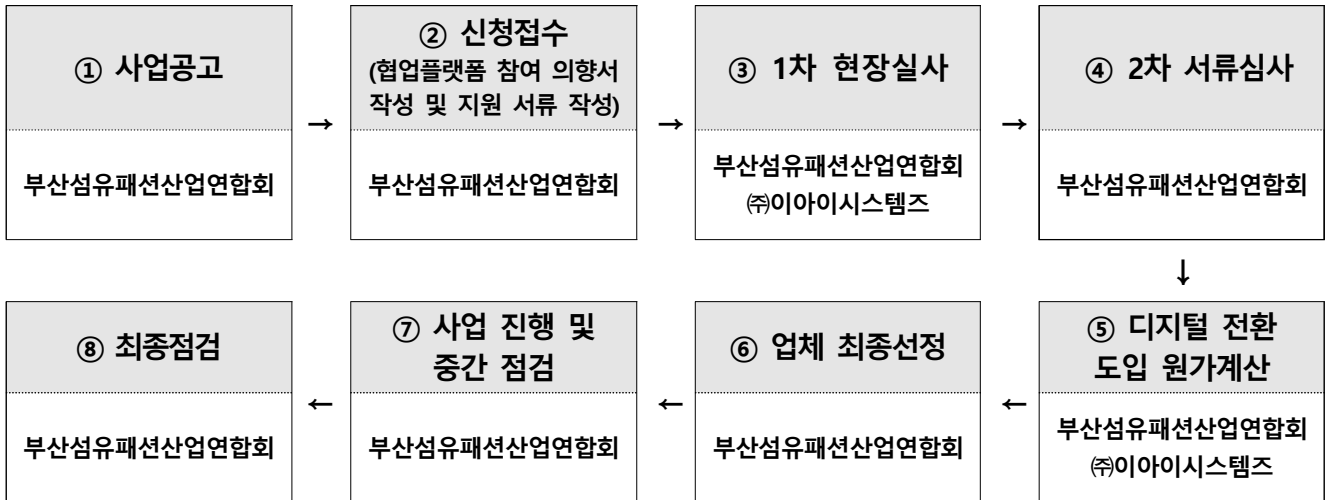 ① 사업공고
부산섬유패션산업연합회
→
② 신청접수
(협업플랫폼 참여 의향서
작성 및 지원 서류 작성)
부산섬유패션산업연합회
→
③ 1차 현장실사
부산섬유패션산업연합회
㈜이아이시스템즈
→
④ 2차 서류심사
부산섬유패션산업연합회
↓
⑤ 디지털 전환
도입 원가계산
부산섬유패션산업연합회
㈜이아이시스템즈
←
⑥ 업체 최종선정
부산섬유패션산업연합회
←
⑦ 사업 진행 및
중간 점검
부산섬유패션산업연합회
←
⑧ 최종점검
부산섬유패션산업연합회